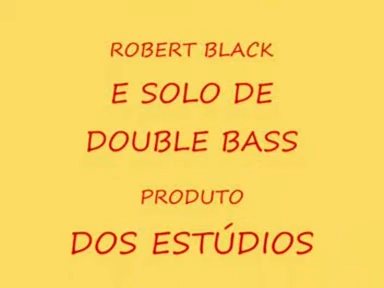 ROBERT BLACK
E SOLO DE
DOUBLE BASS
PRODUTO
DOS ESTÚDIOS